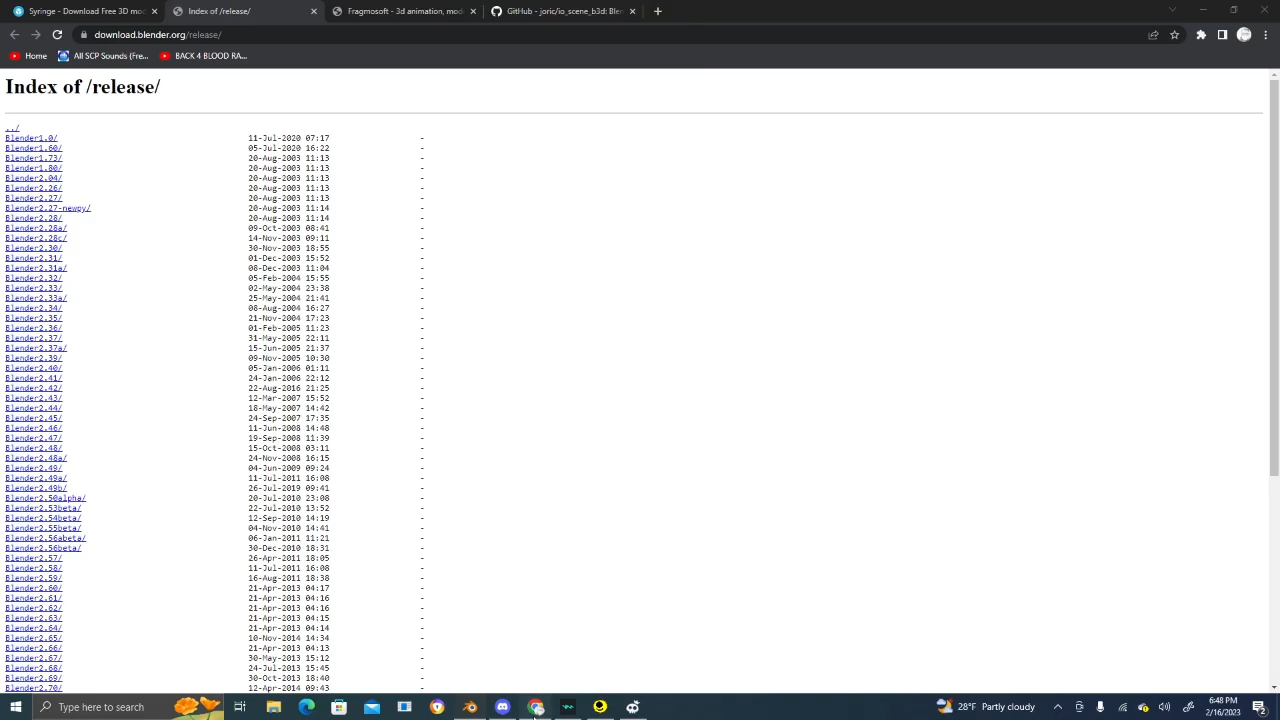 Syringe - Download Free 3D mod
Index of /release/
Fragmosoft - 3d animation, mode
GitHub - joric/io_scene_b3d: Blen
download.blender.org/release/
Home
All SCP Sounds (Fre...
BACK 4 BLOOD RA...
Index of /release/
../
Blender1.0/ 11-Jul-2020 07:17 -
Blender1.60/ 05-Jul-2020 16:22 -
Blender1.73/ 20-Aug-2003 11:13 -
Blender1.80/ 20-Aug-2003 11:13 -
Blender2.04/ 20-Aug-2003 11:13 -
Blender2.26/ 20-Aug-2003 11:13 -
Blender2.27/ 20-Aug-2003 11:13 -
Blender2.27-newpy/ 20-Aug-2003 11:14 -
Blender2.28/ 20-Aug-2003 11:14 -
Blender2.28a/ 09-Oct-2003 08:41 -
Blender2.28c/ 14-Nov-2003 09:11 -
Blender2.30/ 30-Nov-2003 18:55 -
Blender2.31/ 01-Dec-2003 15:52 -
Blender2.31a/ 08-Dec-2003 11:04 -
Blender2.32/ 05-Feb-2004 15:55 -
Blender2.33/ 02-May-2004 23:38 -
Blender2.33a/ 25-May-2004 21:41 -
Blender2.34/ 08-Aug-2004 16:27 -
Blender2.35/ 21-Nov-2004 17:23 -
Blender2.36/ 01-Feb-2005 11:23 -
Blender2.37/ 31-May-2005 22:11 -
Blender2.37a/ 15-Jun-2005 21:37 -
Blender2.39/ 09-Nov-2005 10:30 -
Blender2.40/ 05-Jan-2006 01:11 -
Blender2.41/ 24-Jan-2006 22:12 -
Blender2.42/ 22-Aug-2016 21:25 -
Blender2.43/ 12-Mar-2007 15:52 -
Blender2.44/ 18-May-2007 14:42 -
Blender2.45/ 24-Sep-2007 17:35 -
Blender2.46/ 11-Jun-2008 14:48 -
Blender2.47/ 19-Sep-2008 11:39 -
Blender2.48/ 15-Oct-2008 03:11 -
Blender2.48a/ 24-Nov-2008 16:15 -
Blender2.49/ 04-Jun-2009 09:24 -
Blender2.49a/ 11-Jul-2011 16:08 -
Blender2.49b/ 26-Jul-2019 09:41 -
Blender2.50alpha/ 20-Jul-2010 23:08 -
Blender2.53beta/ 22-Jul-2010 13:52 -
Blender2.54beta/ 12-Sep-2010 14:19 -
Blender2.55beta/ 04-Nov-2010 14:41 -
Blender2.56abeta/ 06-Jan-2011 11:21 -
Blender2.56beta/ 30-Dec-2010 18:31 -
Blender2.57/ 26-Apr-2011 18:05 -
Blender2.58/ 11-Jul-2011 16:08 -
Blender2.59/ 16-Aug-2011 18:38 -
Blender2.60/ 21-Apr-2013 04:17 -
Blender2.61/ 21-Apr-2013 04:16 -
Blender2.62/ 21-Apr-2013 04:16 -
Blender2.63/ 21-Apr-2013 04:15 -
Blender2.64/ 21-Apr-2013 04:14 -
Blender2.65/ 10-Nov-2014 14:34 -
Blender2.66/ 21-Apr-2013 04:13 -
Blender2.67/ 30-May-2013 15:12 -
Blender2.68/ 24-Jul-2013 15:45 -
Blender2.69/ 30-Oct-2013 18:40 -
Blender2.70/ 12-Apr-2014 09:43 -
Type here to search
28°F Partly cloudy
6:48 PM
2/16/2023
2